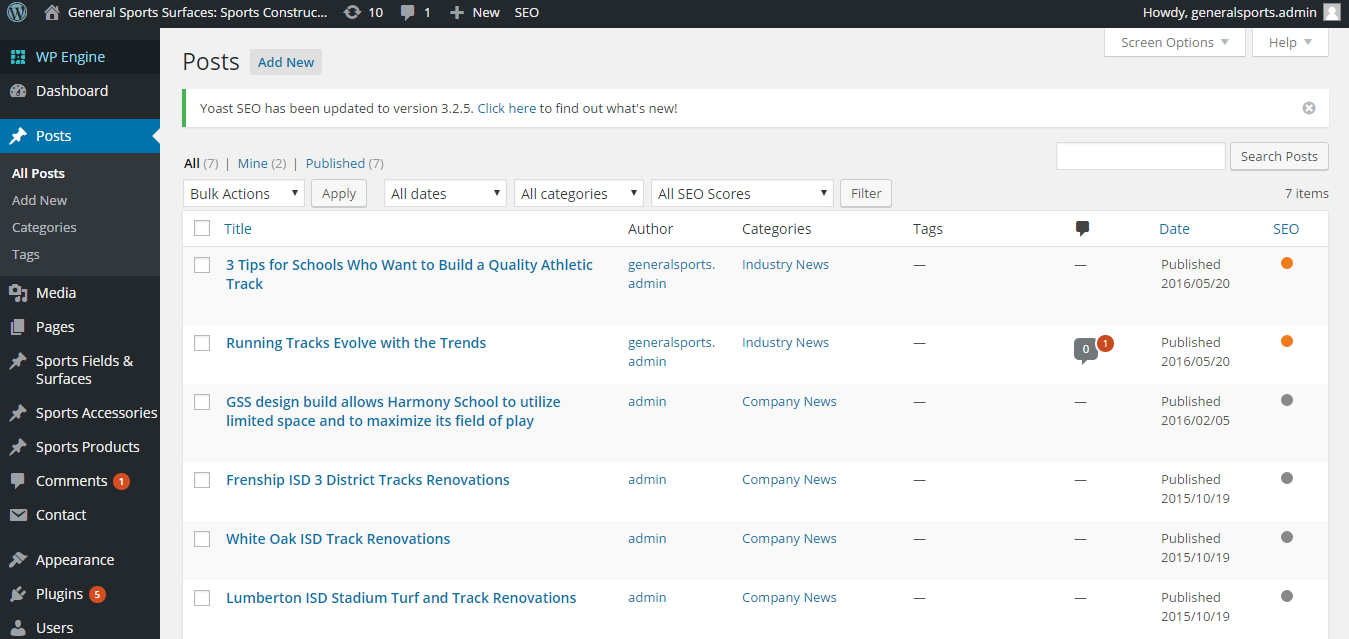 General Sports Surfaces: Sports Construc... 10 1 New SEO Howdy, generalsports.admin
WP Engine
Dashboard
Posts
All Posts
Add New
Categories
Tags
Media
Pages
Sports Fields &
Surfaces
Sports Accessories
Sports Products
Comments 1
Contact
Appearance
Plugins 5
Users
Screen Options Help
Posts Add New
Yoast SEO has been updated to version 3.2.5. Click here to find out what's new!
All (7) | Mine (2) | Published (7)
Search Posts
Bulk Actions Apply All dates All categories All SEO Scores Filter 7 items
Title Author Categories Tags Date SEO
3 Tips for Schools Who Want to Build a Quality Athletic generalsports. Industry News — — Published
Track admin 2016/05/20
Running Tracks Evolve with the Trends generalsports. Industry News — 0 1 Published
admin 2016/05/20
GSS design build allows Harmony School to utilize admin Company News — — Published
limited space and to maximize its field of play 2016/02/05
Frenship ISD 3 District Tracks Renovations admin Company News — — Published
2015/10/19
White Oak ISD Track Renovations admin Company News — — Published
2015/10/19
Lumberton ISD Stadium Turf and Track Renovations admin Company News — — Published
2015/10/19